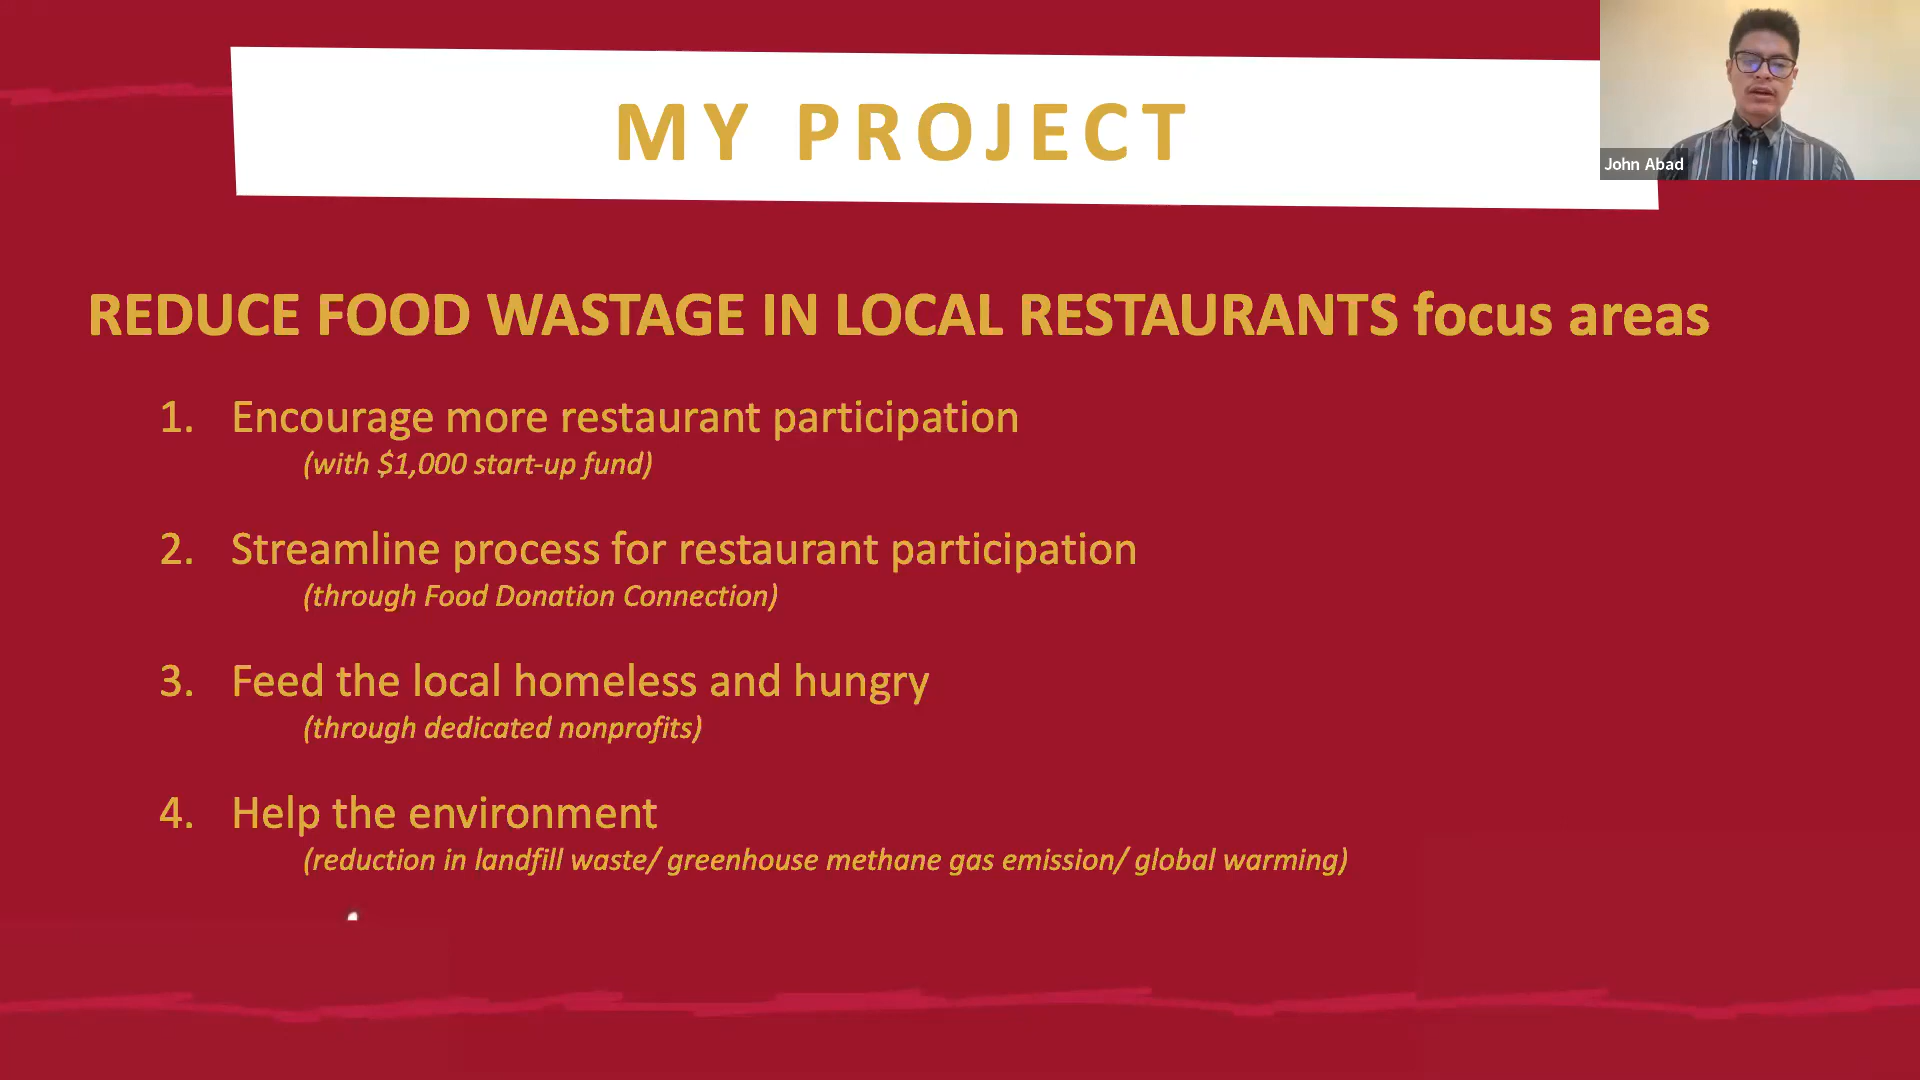 MY PROJECT
John Abad
REDUCE FOOD WASTAGE IN LOCAL RESTAURANTS focus areas
1. Encourage more restaurant participation
(with $1,000 start-up fund)
2. Streamline process for restaurant participation
(through Food Donation Connection)
3. Feed the local homeless and hungry
(through dedicated nonprofits)
4. Help the environment
(reduction in landfill waste/ greenhouse methane gas emission/ global warming)